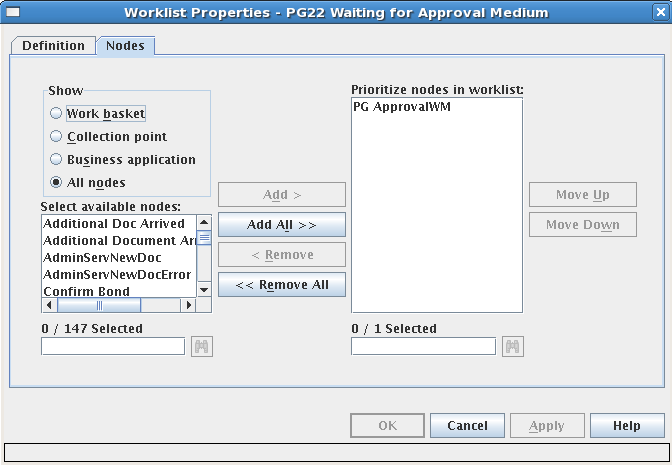 Worklist Properties - PG22 Waiting for Approval Medium
Definition
Nodes
Show
Work basket
Collection point
Business application
All nodes
Select available nodes:
Additional Doc Arrived
Additional Document Arr
AdminServNewDoc
AdminServNewDocError
Confirm Bond
0 / 147 Selected
Add >
Add All >>
< Remove
<< Remove All
Prioritize nodes in worklist:
PG ApprovalWM
0 / 1 Selected
Move Up
Move Down
OK
Cancel
Apply
Help